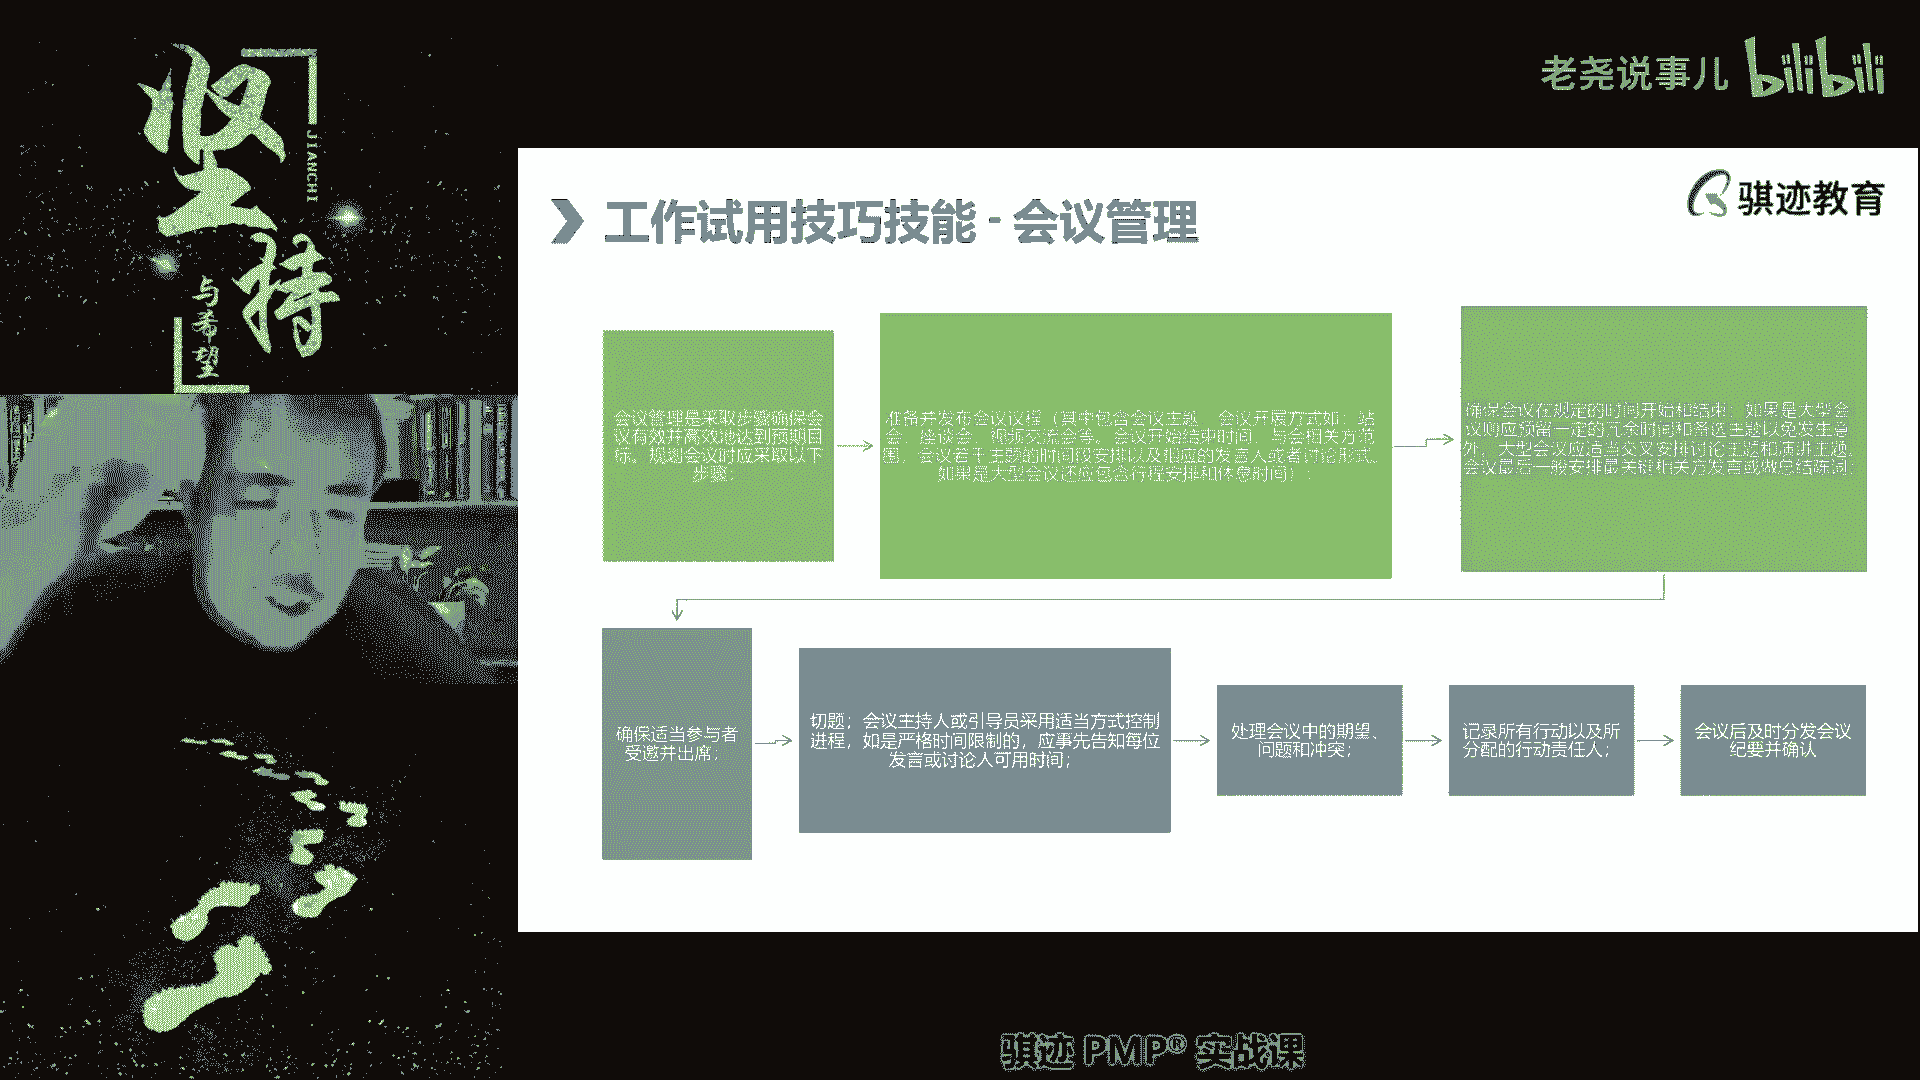 坚持
JIANCHI
与希望
老尧说事儿 bilibili
骐迹教育
工作试用技巧技能 - 会议管理
会议管理是采取步骤确保会
议有效并高效地达到预期目
标。规划会议时应采取以下
步骤：
准备并发布会议议程（其中包含会议主题、会议开展方式如：站
会、座谈会、视频交流会等。会议开始结束时间、与会相关方范
围、会议若干主题的时间段安排以及相应的发言人或者讨论形式，
如果是大型会议还应包含行程安排和休息时间）；
确保会议在规定的时间开始和结束；如果是大型会
议则应预留一定的冗余时间和备选主题以免发生意
外，大型会议应适当交叉安排讨论主题和演讲主题，
会议最后一般安排最关键相关方发言或做总结陈词；
确保适当参与者
受邀并出席；
切题；会议主持人或引导员采用适当方式控制
进程，如是严格时间限制的，应事先告知每位
发言或讨论人可用时间；
处理会议中的期望、
问题和冲突；
记录所有行动以及所
分配的行动责任人；
会议后及时分发会议
纪要并确认
骐迹 PMP® 实战课